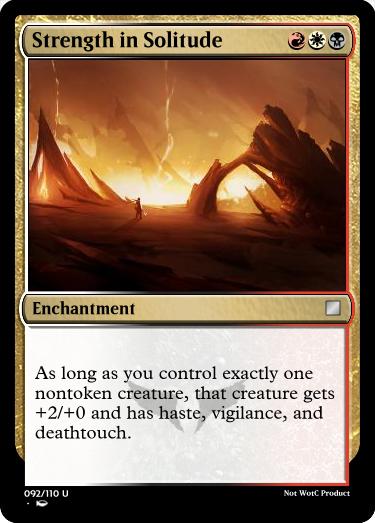 Strength in Solitude
Enchantment
As long as you control exactly one
nontoken creature, that creature gets
+2/+0 and has haste, vigilance, and
deathtouch.
092/110 U
Not WotC Product